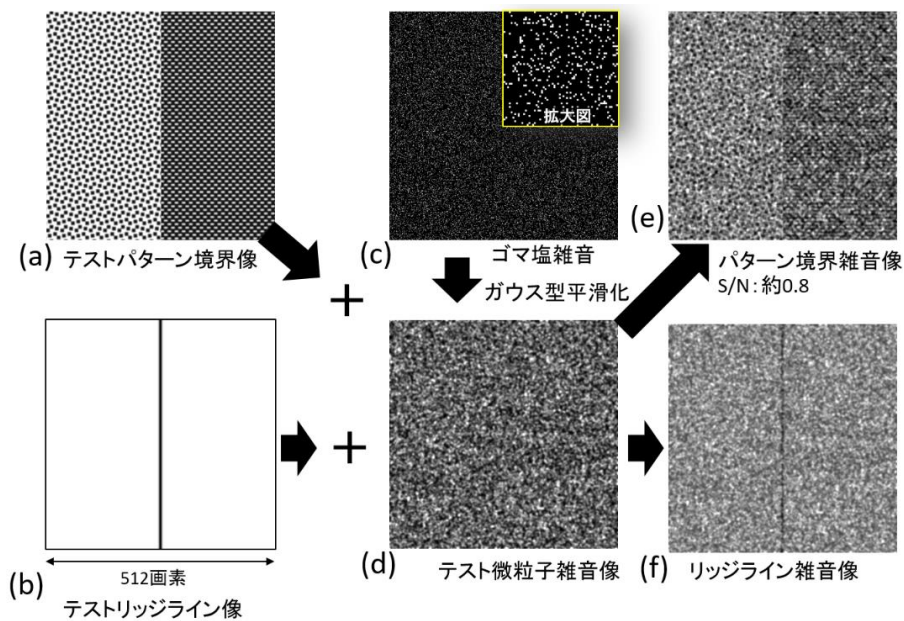 拡大図
(a) テストパターン境界像
(c) ゴマ塩雑音
ガウス型平滑化
(e) パターン境界雑音像
S/N：約0.8
+
+
512画素
(b) テストリッジライン像
(d) テスト微粒子雑音像
(f) リッジライン雑音像